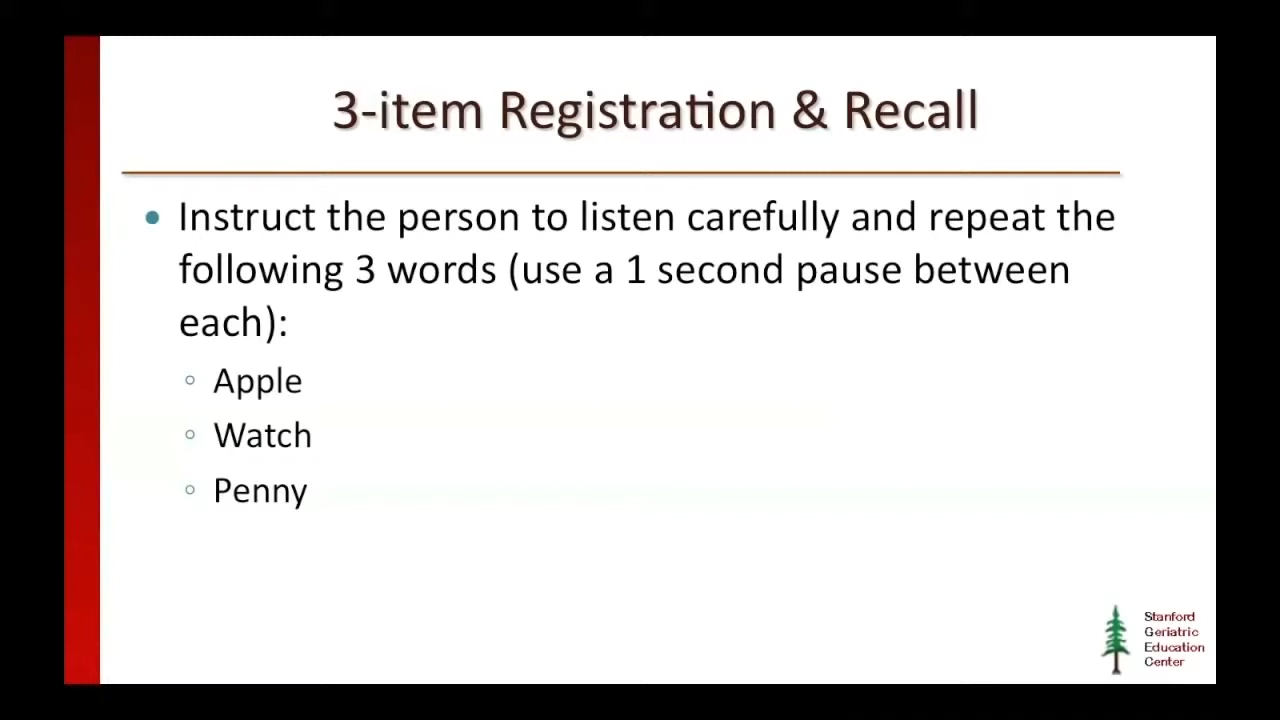 3-item Registration & Recall
• Instruct the person to listen carefully and repeat the
following 3 words (use a 1 second pause between
each):
◦ Apple
◦ Watch
◦ Penny
Stanford
Geriatric
Education
Center